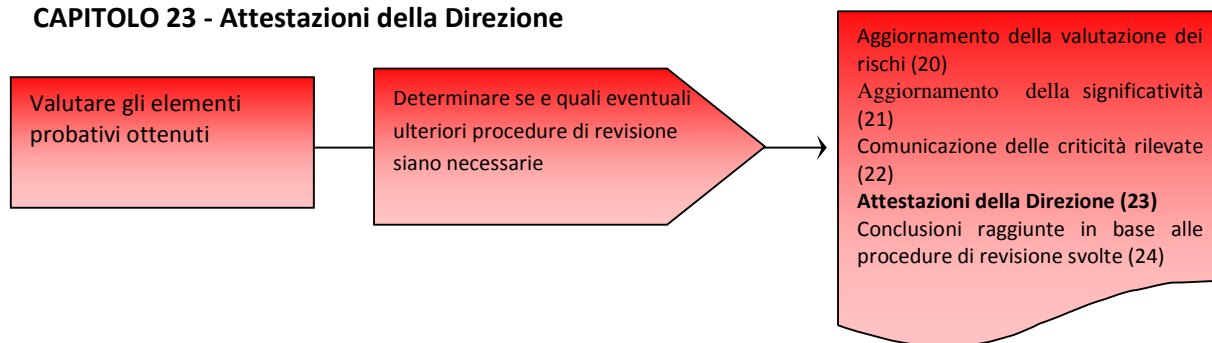 CAPITOLO 23 - Attestazioni della Direzione
Valutare gli elementi
probativi ottenuti
Determinare se e quali eventuali
ulteriori procedure di revisione
siano necessarie
Aggiornamento della valutazione dei
rischi (20)
Aggiornamento della significatività
(21)
Comunicazione delle criticità rilevate
(22)
Attestazioni della Direzione (23)
Conclusioni raggiunte in base alle
procedure di revisione svolte (24)